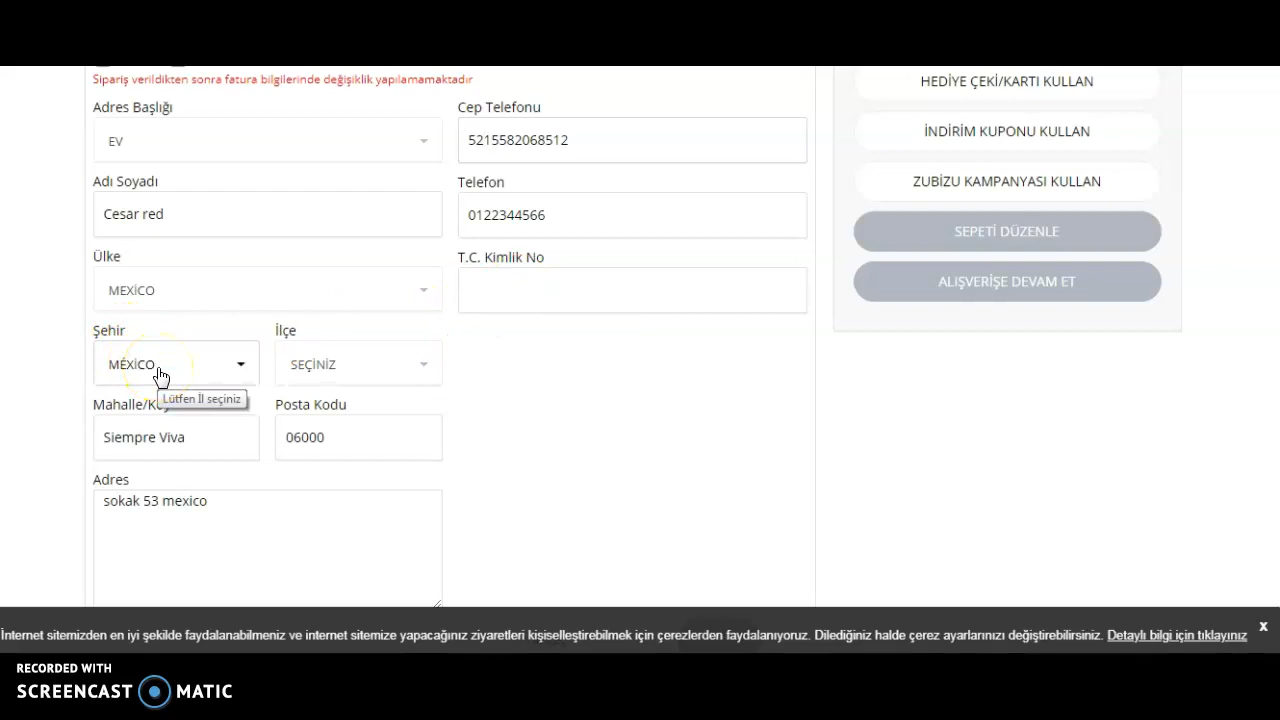 Sipariş verildikten sonra fatura bilgilerinde değişiklik yapılamamaktadır
Adres Başlığı
EV
Cep Telefonu
5215582068512
Adı Soyadı
Cesar red
Telefon
0122344566
Ülke
MEXİCO
T.C. Kimlik No
Şehir
MÉXİCO
İlçe
SEÇİNİZ
Lütfen İl seçiniz
Mahalle/Köy
Siempre Viva
Posta Kodu
06000
Adres
sokak 53 mexico
HEDİYE ÇEKİ/KARTI KULLAN
İNDİRİM KUPONU KULLAN
ZUBİZU KAMPANYASI KULLAN
SEPETİ DÜZENLE
ALIŞVERİŞE DEVAM ET
İnternet sitemizden en iyi şekilde faydalanabilmeniz ve internet sitemize yapacağınız ziyaretleri kişiselleştirebilmek için çerezlerden faydalanıyoruz. Dilediğiniz halde çerez ayarlarınızı değiştirebilirsiniz. Detaylı bilgi için tıklayınız
x
RECORDED WITH
SCREENCAST MATIC